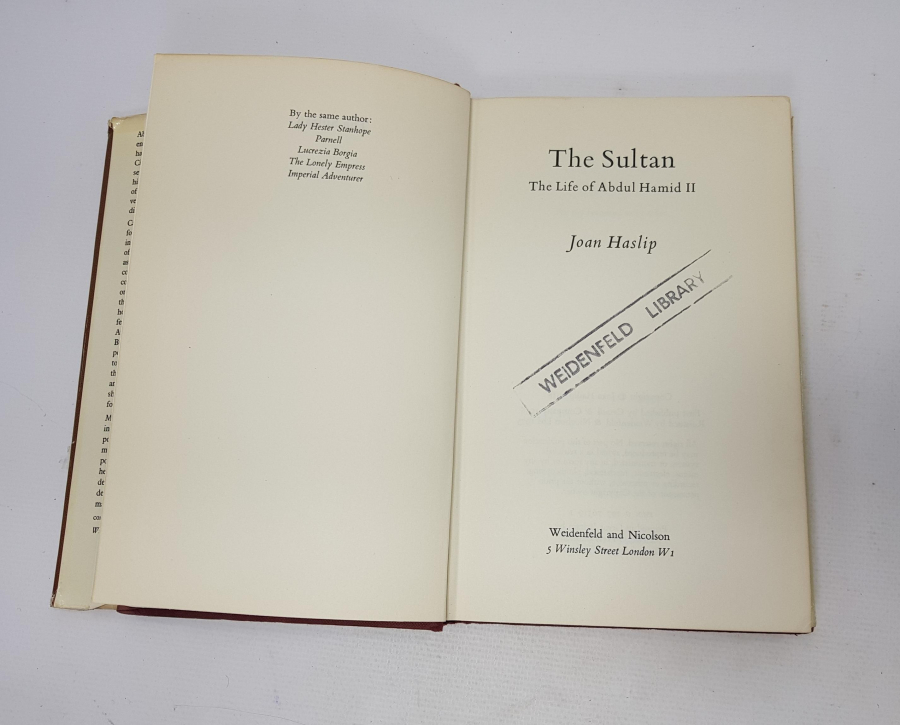 By the same author:
Lady Hester Stanhope
Parnell
Lucrezia Borgia
The Lonely Empress
Imperial Adventurer
The Sultan
The Life of Abdul Hamid II
Joan Haslip
WEIDENFELD LIBRARY
Weidenfeld and Nicolson
5 Winsley Street London W1